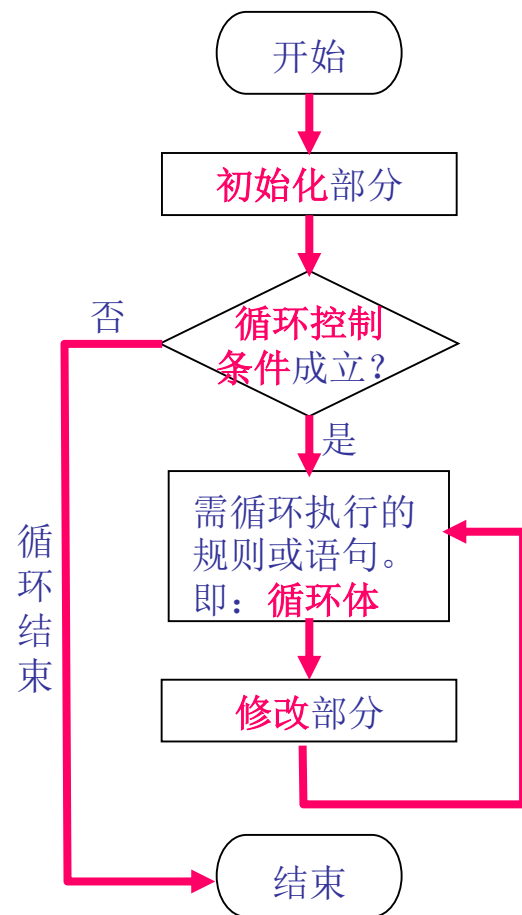 开始
初始化部分
否
循环控制
条件成立？
是
需循环执行的
规则或语句。
即：循环体
循环结束
修改部分
结束